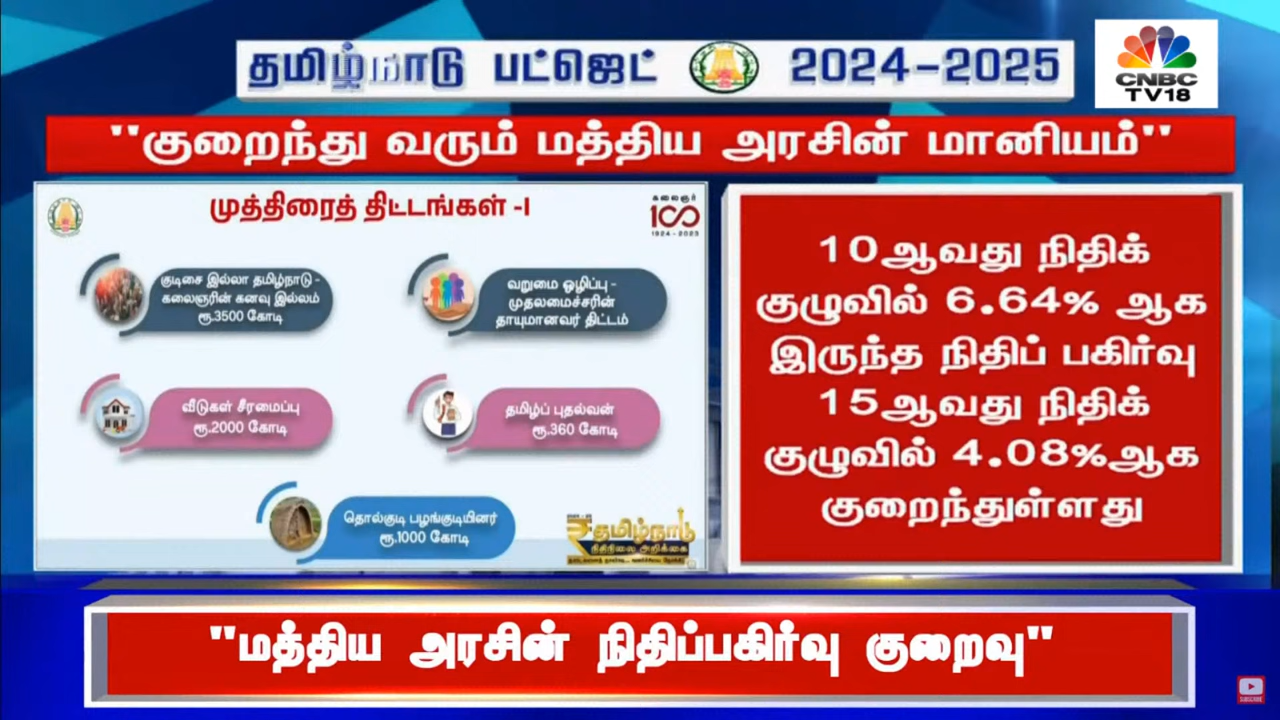 தமிழ்நாடு பட்ஜெட் 2024-2025
CNBC
TV18
"குறைந்து வரும் மத்திய அரசின் மானியம்"
முத்திரைத் திட்டங்கள் -I
கலைஞர்
100
1924-2023
குடிசை இல்லா தமிழ்நாடு -
கலைஞரின் கனவு இல்லம்
ரூ.3500 கோடி
வறுமை ஒழிப்பு -
முதலமைச்சரின்
தாயுமானவர் திட்டம்
வீடுகள் சீரமைப்பு
ரூ.2000 கோடி
தமிழ்ப் புதல்வன்
ரூ.360 கோடி
தொல்குடி பழங்குடியினர்
ரூ.1000 கோடி
தமிழ்நாடு
நிதிநிலை அறிக்கை
10ஆவது நிதிக்
குழுவில் 6.64% ஆக
இருந்த நிதிப் பகிர்வு
15ஆவது நிதிக்
குழுவில் 4.08%ஆக
குறைந்துள்ளது
"மத்திய அரசின் நிதிப்பகிர்வு குறைவு"
SUBSCRIBE